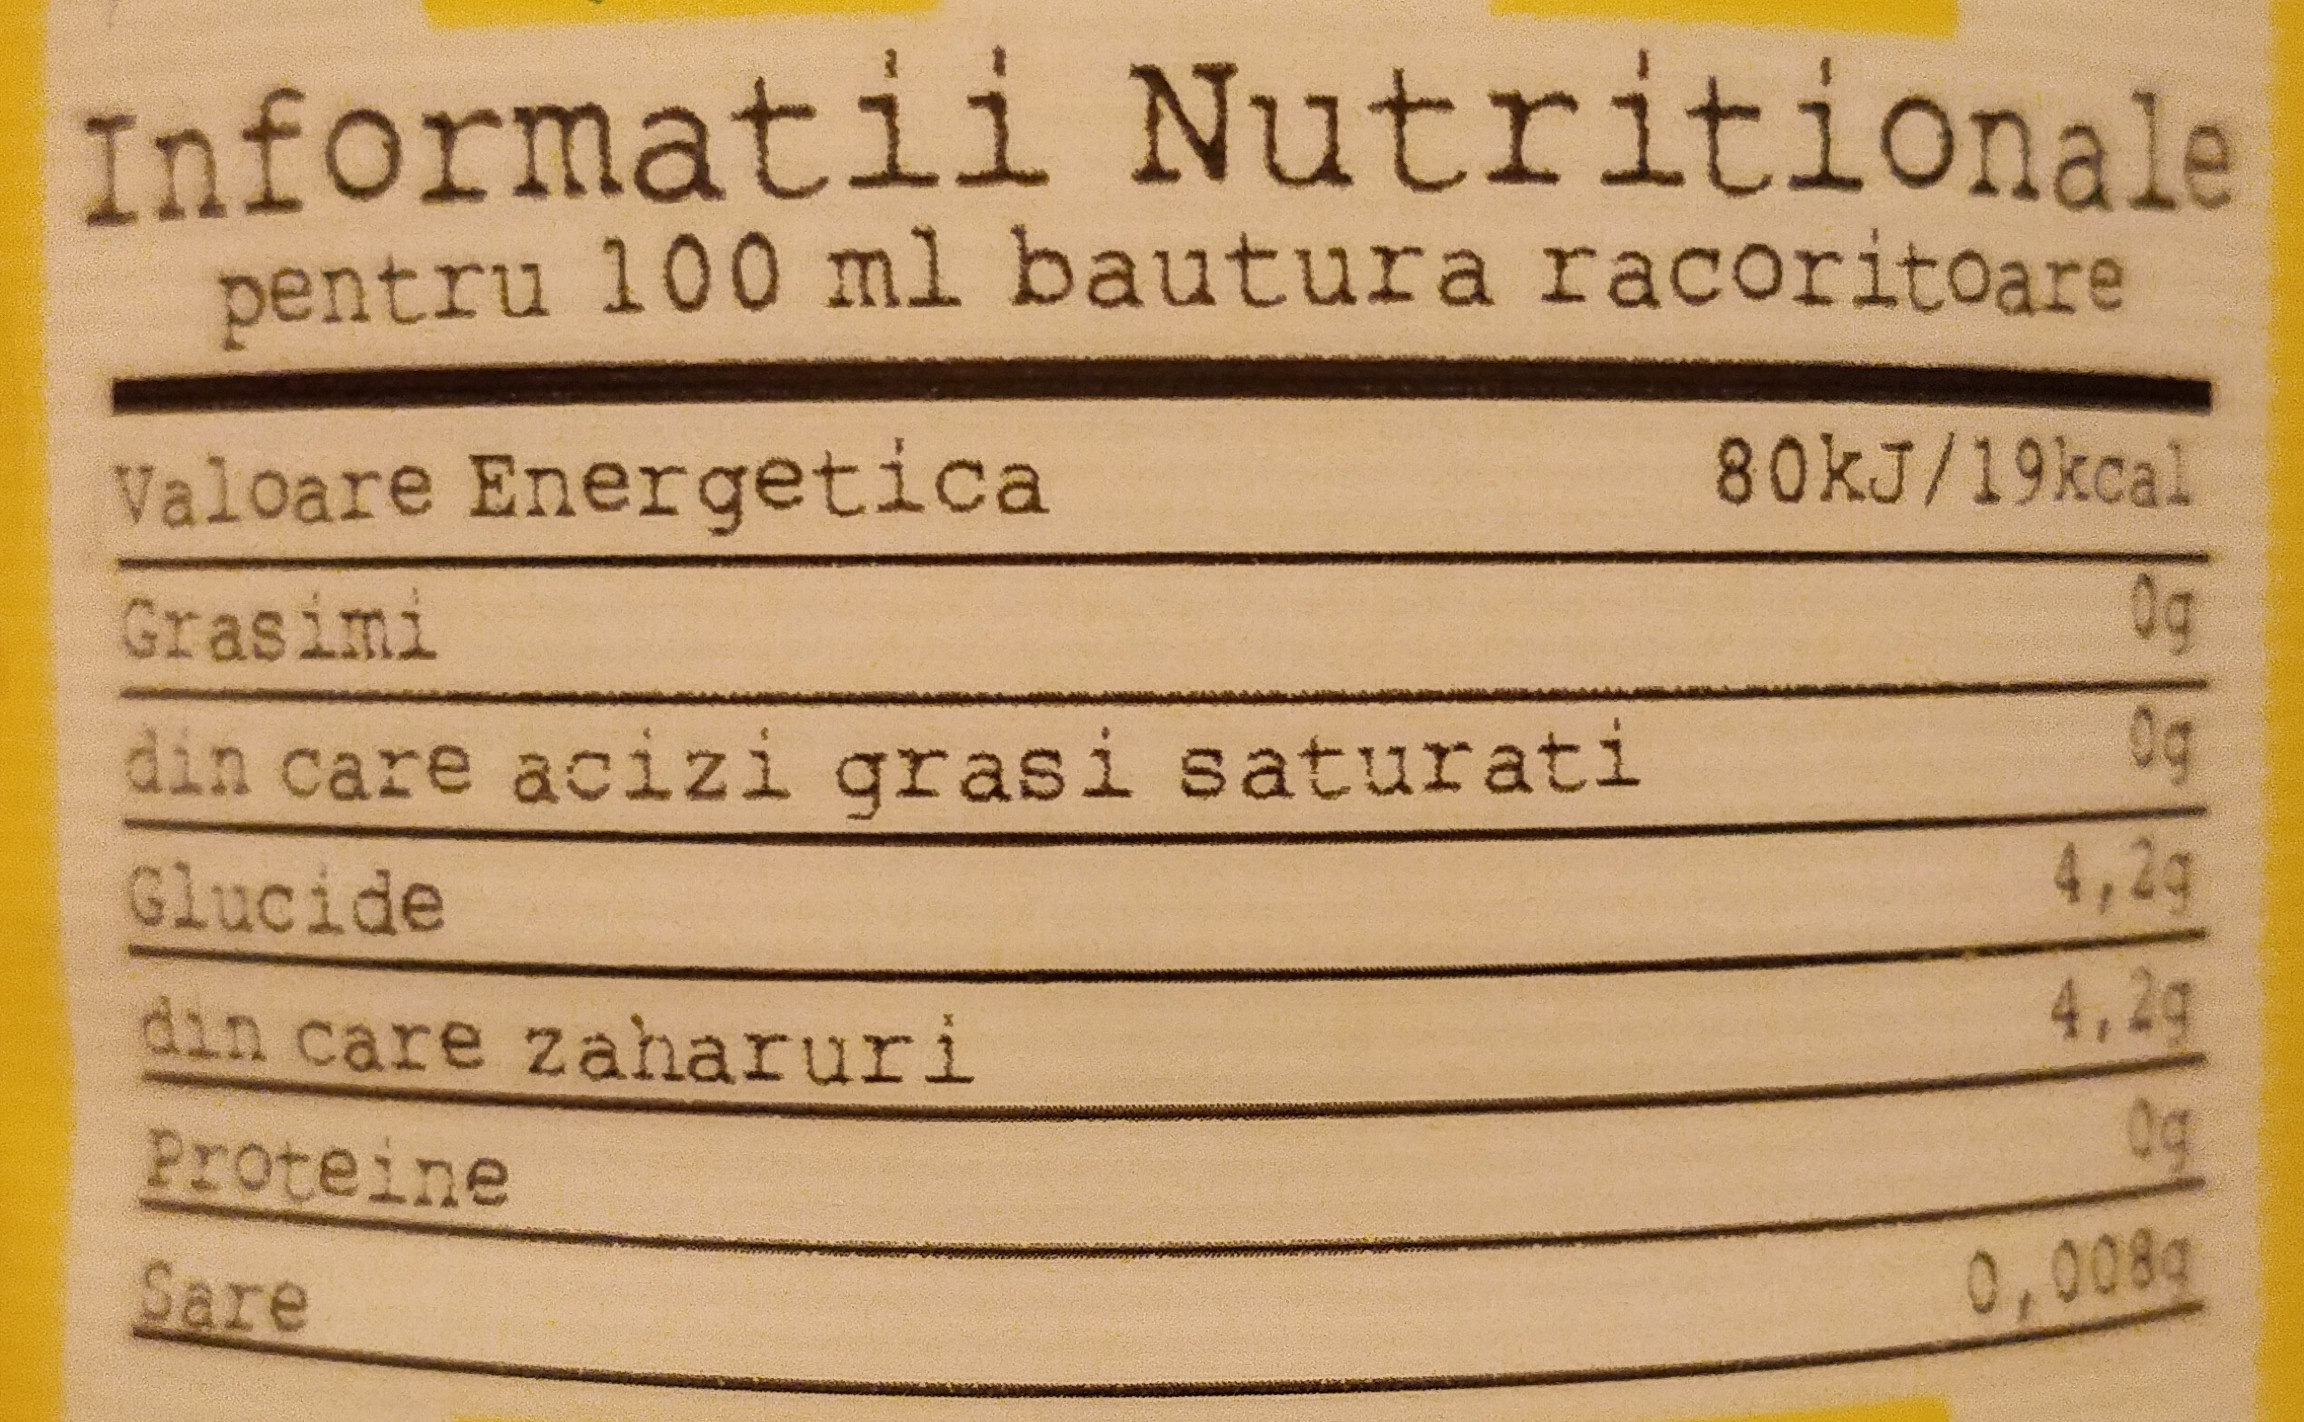 Informatii Nutritionale
pentru 100 ml bautura racoritoare
Valoare Energetica 80kJ/19kcal
Grasimi 0g
din care acizi grasi saturati 0g
Glucide 4,2g
din care zaharuri 4,2g
Proteine 0g
Sare 0,008g